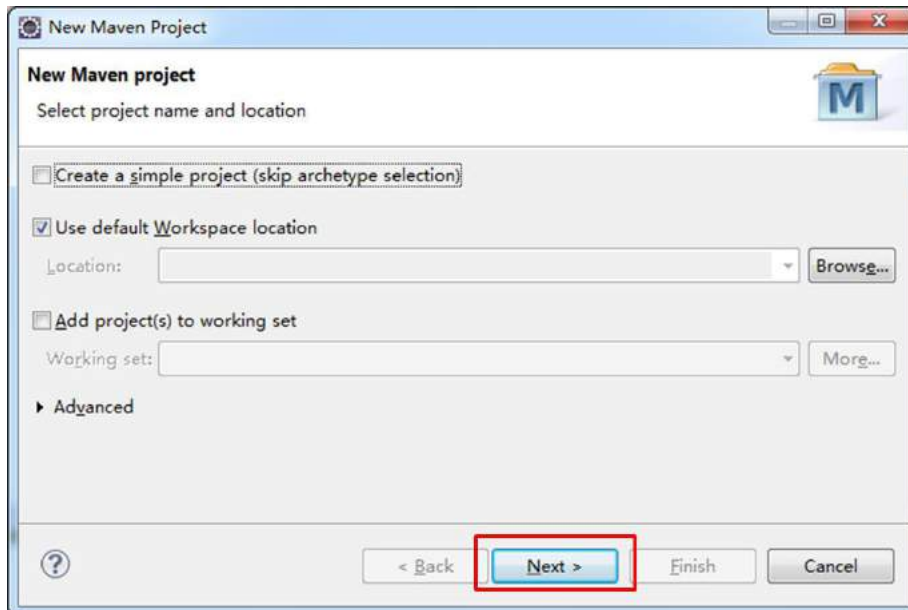 New Maven Project
New Maven project
Select project name and location
M
Create a simple project (skip archetype selection)
Use default Workspace location
Location:
Browse...
Add project(s) to working set
Working set:
More...
Advanced
?
< Back
Next >
Finish
Cancel